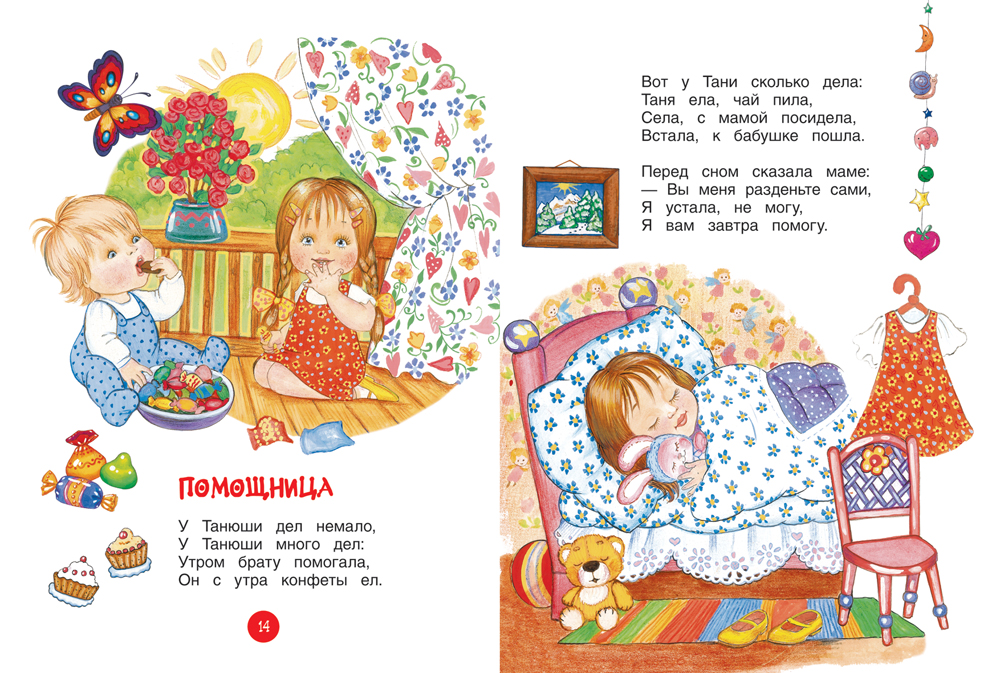 ПОМОЩНИЦА
У Танюши дел немало,
У Танюши много дел:
Утром брату помогала,
Он с утра конфеты ел.
14
Вот у Тани сколько дела:
Таня ела, чай пила,
Села, с мамой посидела,
Встала, к бабушке пошла.
Перед сном сказала маме:
— Вы меня разденьте сами,
Я устала, не могу,
Я вам завтра помогу.